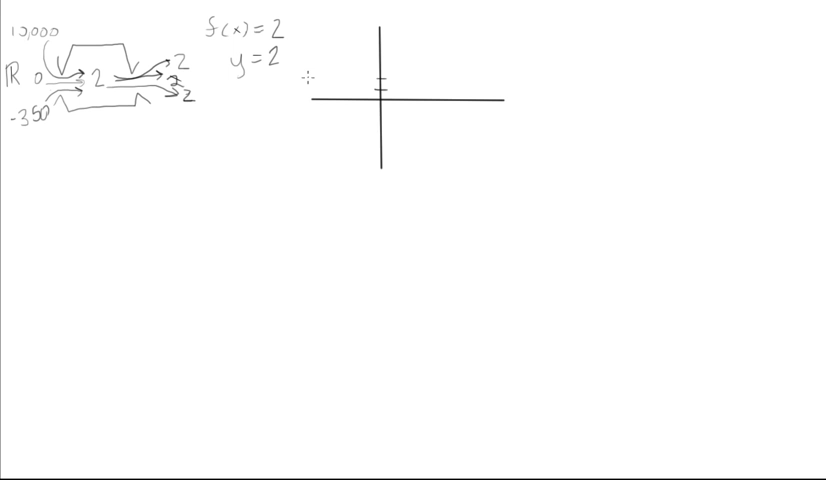 10,000
f(x) = 2
y = 2
ℝ 0 2 2
2
2
-350